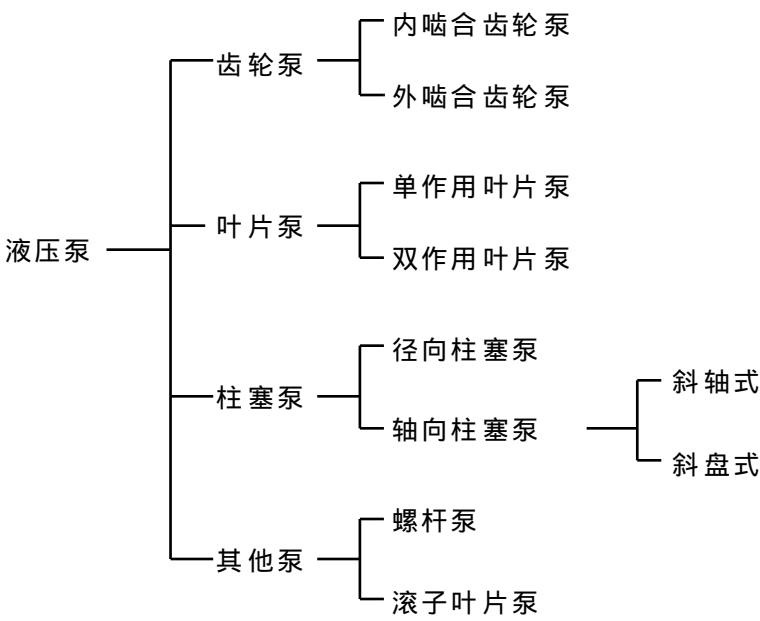 液压泵
齿轮泵
内啮合齿轮泵
外啮合齿轮泵
叶片泵
单作用叶片泵
双作用叶片泵
柱塞泵
径向柱塞泵
轴向柱塞泵
斜轴式
斜盘式
其他泵
螺杆泵
滚子叶片泵